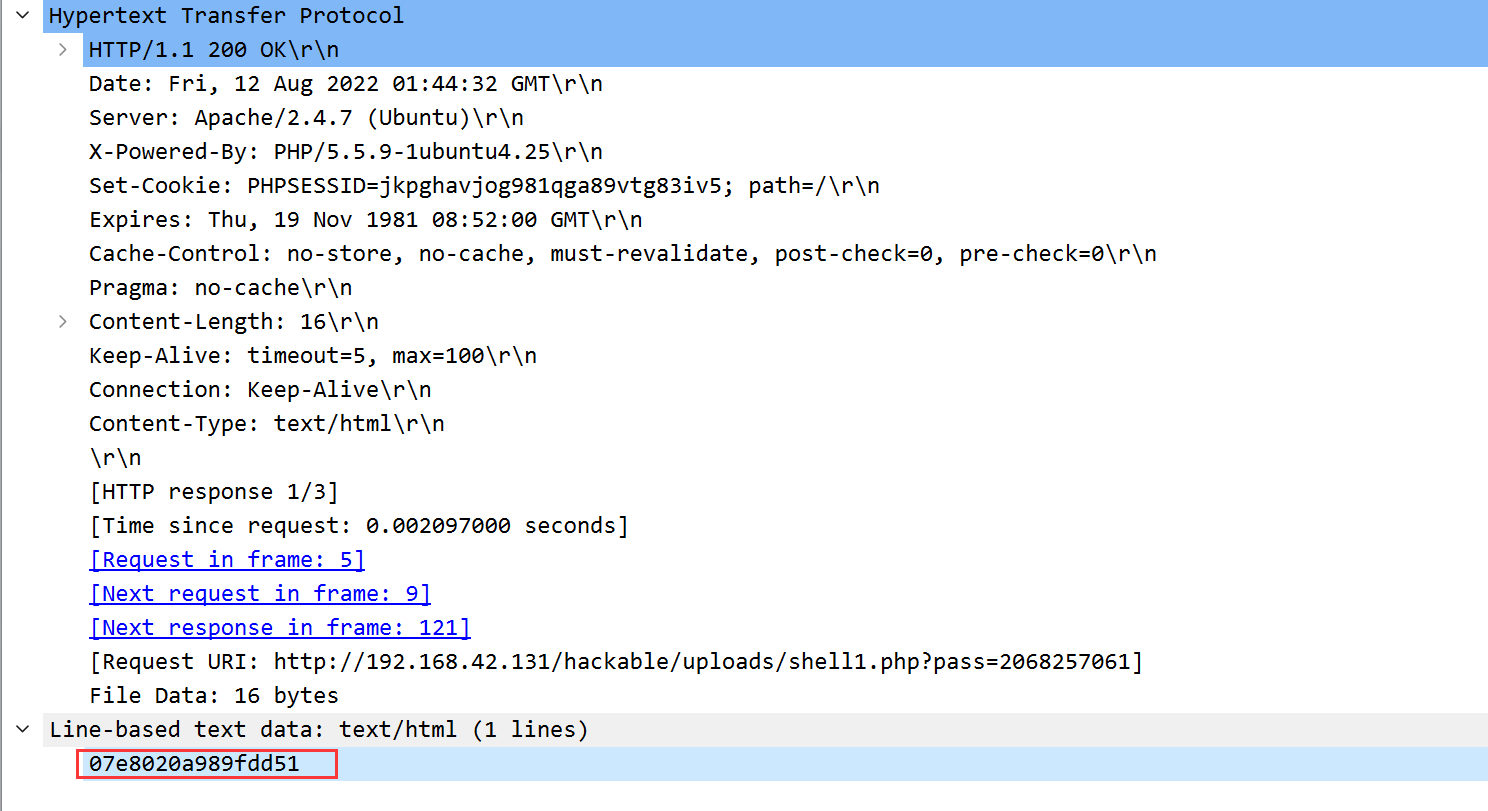 Hypertext Transfer Protocol
HTTP/1.1 200 OK\r\n
Date: Fri, 12 Aug 2022 01:44:32 GMT\r\n
Server: Apache/2.4.7 (Ubuntu)\r\n
X-Powered-By: PHP/5.5.9-1ubuntu4.25\r\n
Set-Cookie: PHPSESSID=jkpghavjog981qga89vtg83iv5; path=/\r\n
Expires: Thu, 19 Nov 1981 08:52:00 GMT\r\n
Cache-Control: no-store, no-cache, must-revalidate, post-check=0, pre-check=0\r\n
Pragma: no-cache\r\n
Content-Length: 16\r\n
Keep-Alive: timeout=5, max=100\r\n
Connection: Keep-Alive\r\n
Content-Type: text/html\r\n
\r\n
[HTTP response 1/3]
[Time since request: 0.002097000 seconds]
[Request in frame: 5]
[Next request in frame: 9]
[Next response in frame: 121]
[Request URI: http://192.168.42.131/hackable/uploads/shell1.php?pass=2068257061]
File Data: 16 bytes
Line-based text data: text/html (1 lines)
07e8020a989fdd51